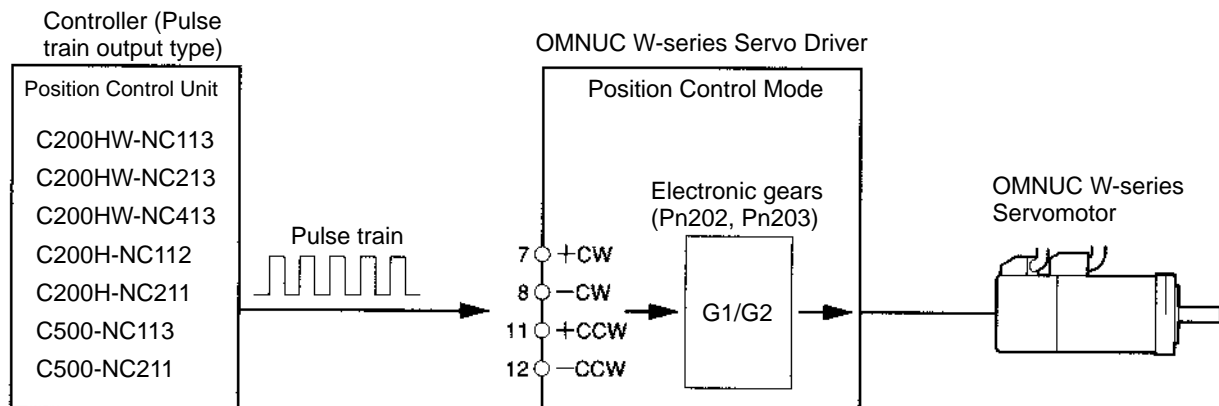 Controller (Pulse
train output type)
Position Control Unit
C200HW-NC113
C200HW-NC213
C200HW-NC413
C200H-NC112
C200H-NC211
C500-NC113
C500-NC211
Pulse train
OMNUC W-series Servo Driver
Position Control Mode
Electronic gears
(Pn202, Pn203)
7 +CW
8 −CW
11 +CCW
12 −CCW
G1/G2
OMNUC W-series
Servomotor